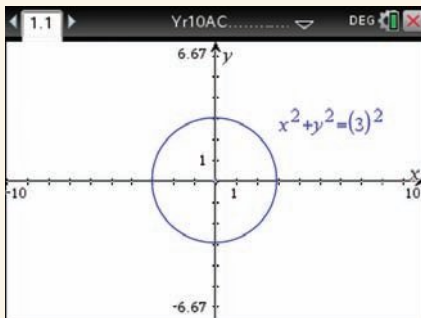 1.1 Yr10AC............ DEG
6.67 y
x²+y²=(3)²
1
x
-10 1 10
-6.67